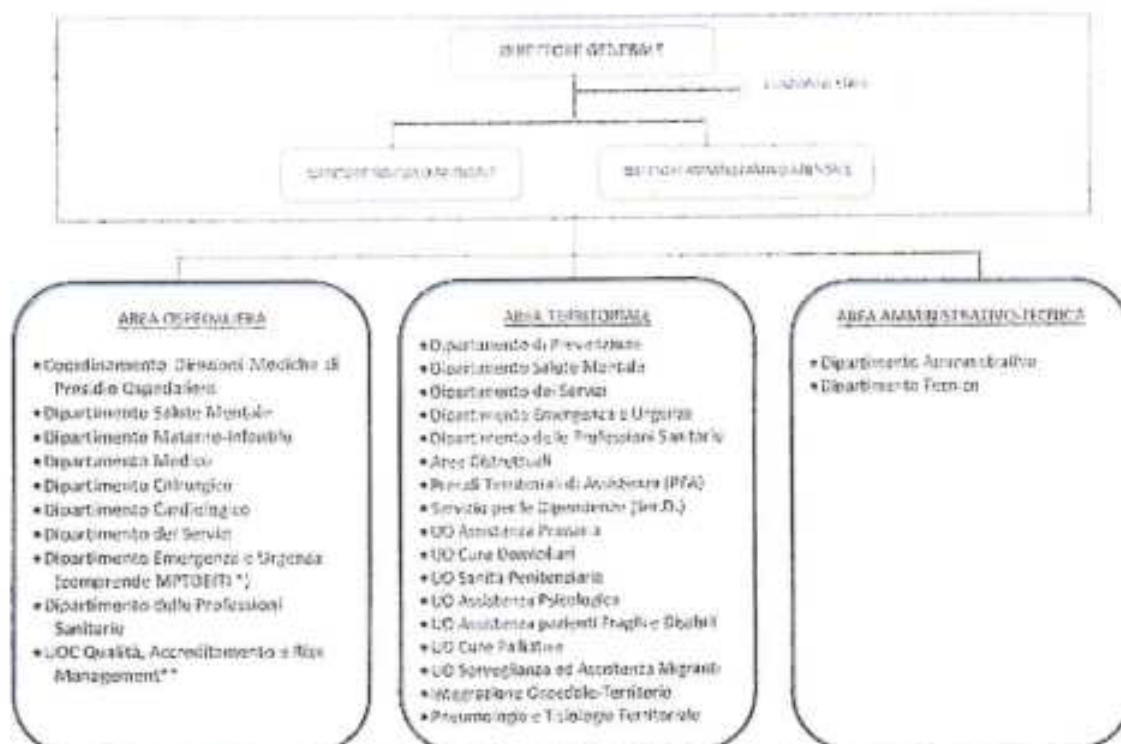 DIRETTORE GENERALE
AREA OSPEDALIERA
• Coordinamento Direzioni Mediche di
Presidio Ospedaliero
• Dipartimento Salute Mentale
• Dipartimento Materno-Infantile
• Dipartimento Medico
• Dipartimento Chirurgico
• Dipartimento Cardiologico
• Dipartimento dei Servizi
• Dipartimento Emergenza e Urgenza
(comprende *)
• Dipartimento delle Professioni
Sanitarie
• UOC Qualità, Accreditamento e Risk
Management**
AREA TERRITORIALE
• Dipartimento di Prevenzione
• Dipartimento Salute Mentale
• Dipartimento dei Servizi
• Dipartimento Emergenza e Urgenza
• Dipartimento delle Professioni Sanitarie
• Aree Distrettuali
• Presidi Territoriali di Assistenza (PTA)
• Servizio per le Dipendenze (Ser.D.)
• UO Assistenza Primaria
• UO Cure Domiciliari
• UO Sanità Penitenziaria
• UO Assistenza Psicologica
• UO Assistenza pazienti Fragili e Disabili
• UO Cure Palliative
• UO Sorveglianza ed Assistenza Migranti
• Integrazione Ospedale-Territorio
• Pneumologia e Tisiologia Territoriale
AREA AMMINISTRATIVO-TECNICA
• Dipartimento Amministrativo
• Dipartimento Tecnico